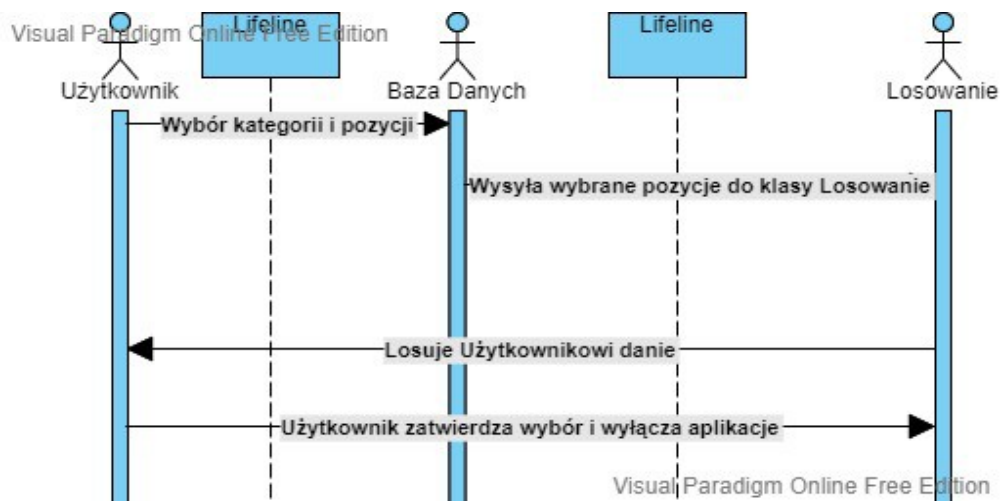 Visual Paradigm Online Free Edition
Lifeline
Lifeline
Użytkownik
Baza Danych
Losowanie
Wybór kategorii i pozycji
Wysyła wybrane pozycje do klasy Losowanie
Losuje Użytkownikowi danie
Użytkownik zatwierdza wybór i wyłącza aplikacje
Visual Paradigm Online Free Edition